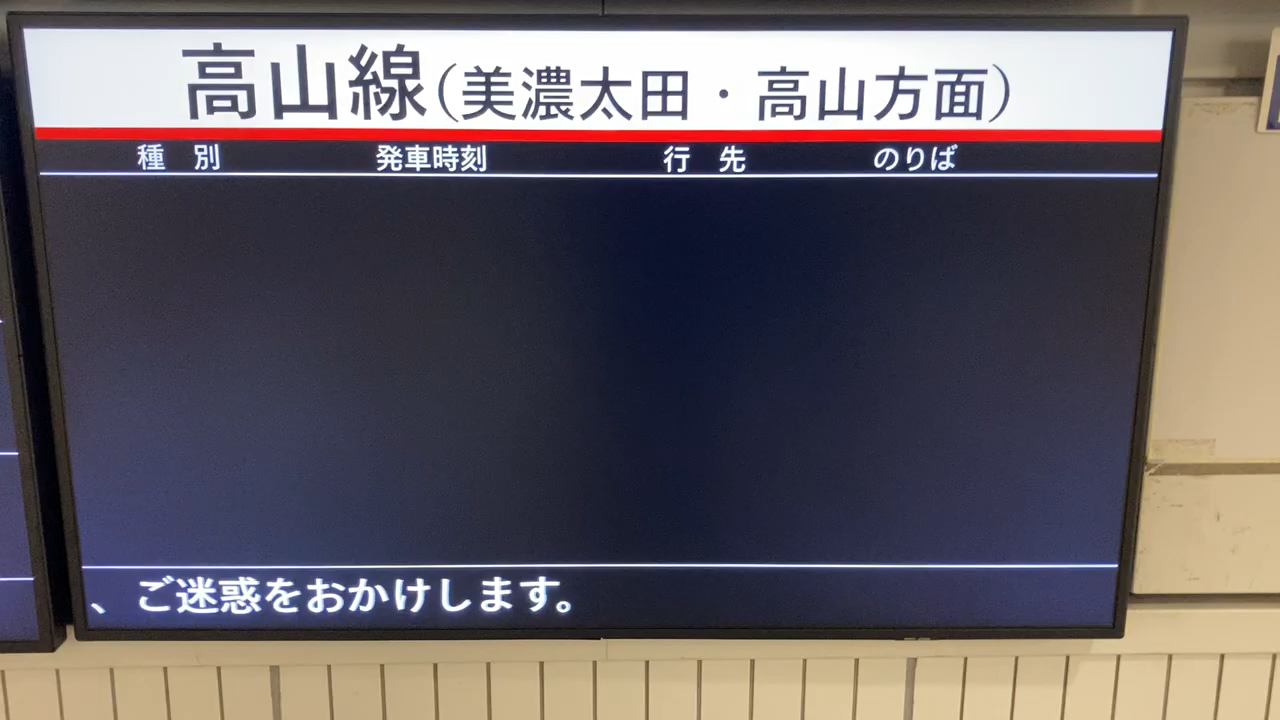 高山線(美濃太田・高山方面)
種 別 発車時刻 行 先 のりば
、ご迷惑をおかけします。